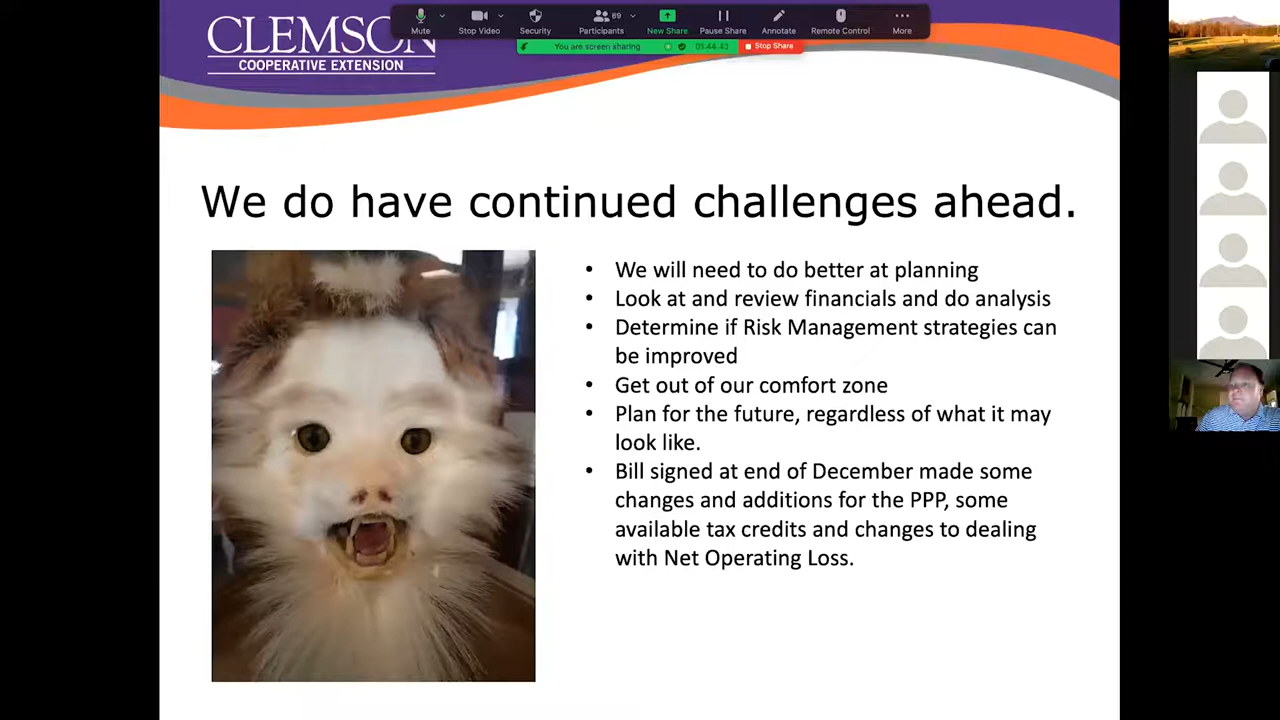 CLEMSON
COOPERATIVE EXTENSION
Mute
Stop Video
Security
89
Participants
New Share
Pause Share
Annotate
Remote Control
More
You are screen sharing
01:44:43
Stop Share
We do have continued challenges ahead.
• We will need to do better at planning
• Look at and review financials and do analysis
• Determine if Risk Management strategies can
be improved
• Get out of our comfort zone
• Plan for the future, regardless of what it may
look like.
• Bill signed at end of December made some
changes and additions for the PPP, some
available tax credits and changes to dealing
with Net Operating Loss.